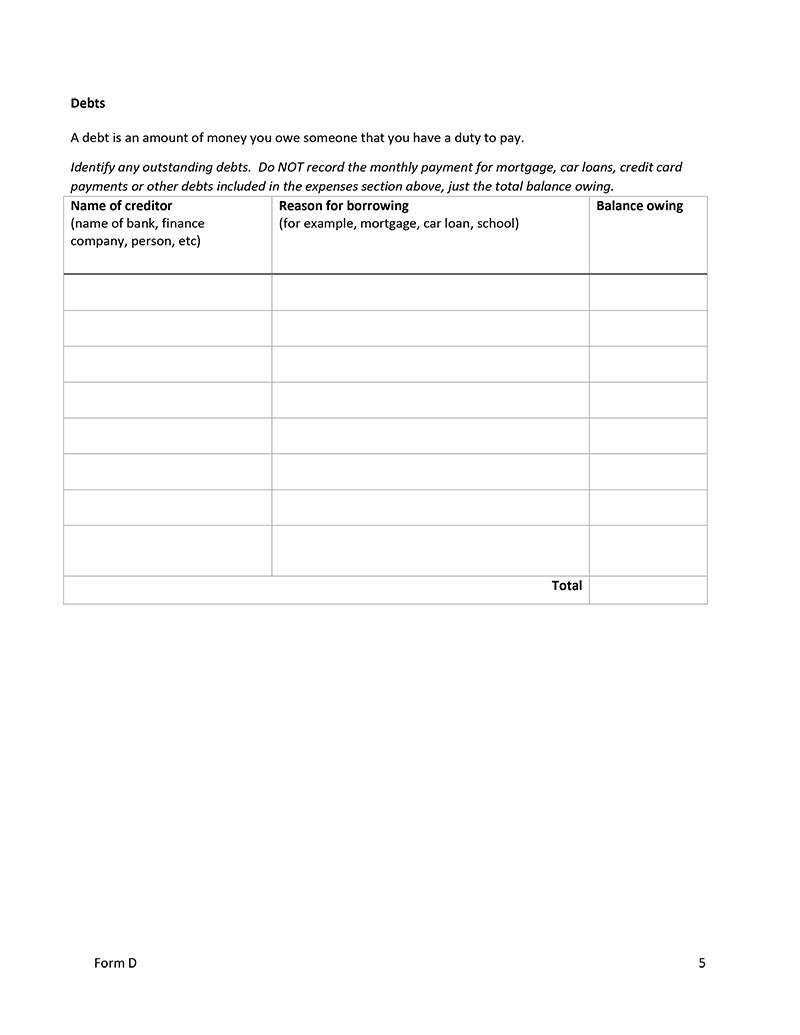 Debts
A debt is an amount of money you owe someone that you have a duty to pay.
Identify any outstanding debts.  Do NOT record the monthly payment for mortgage, car loans, credit card
payments or other debts included in the expenses section above, just the total balance owing.
Name of creditor
(name of bank, finance
company, person, etc)
Reason for borrowing
(for example, mortgage, car loan, school)
Balance owing
Total
Form D
5